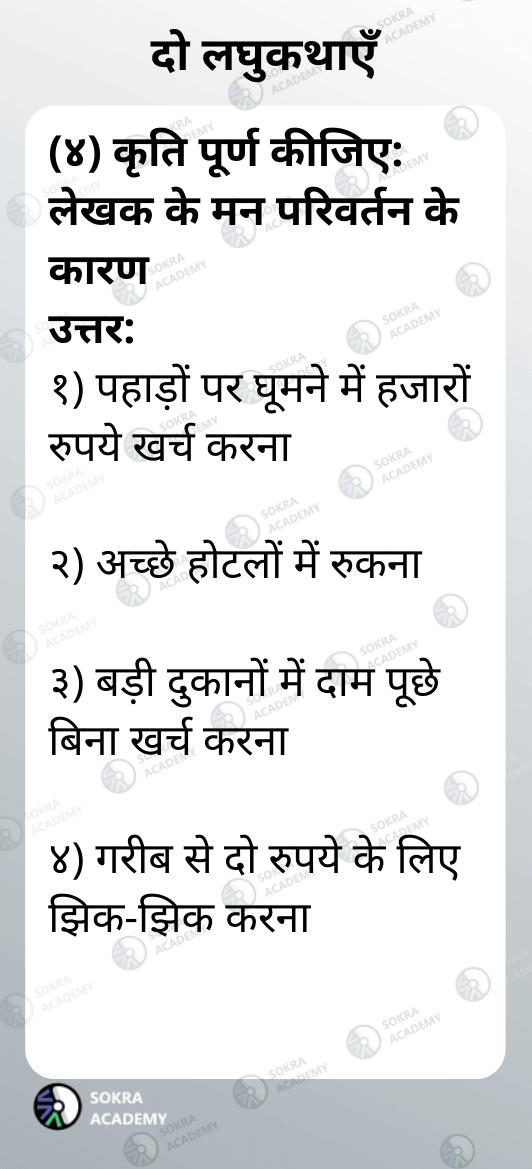 दो लघुकथाएँ
(४) कृति पूर्ण कीजिए:
लेखक के मन परिवर्तन के
कारण
उत्तर:
१) पहाड़ों पर घूमने में हजारों
रुपये खर्च करना
२) अच्छे होटलों में रुकना
३) बड़ी दुकानों में दाम पूछे
बिना खर्च करना
४) गरीब से दो रुपये के लिए
झिक-झिक करना
SOKRA
ACADEMY